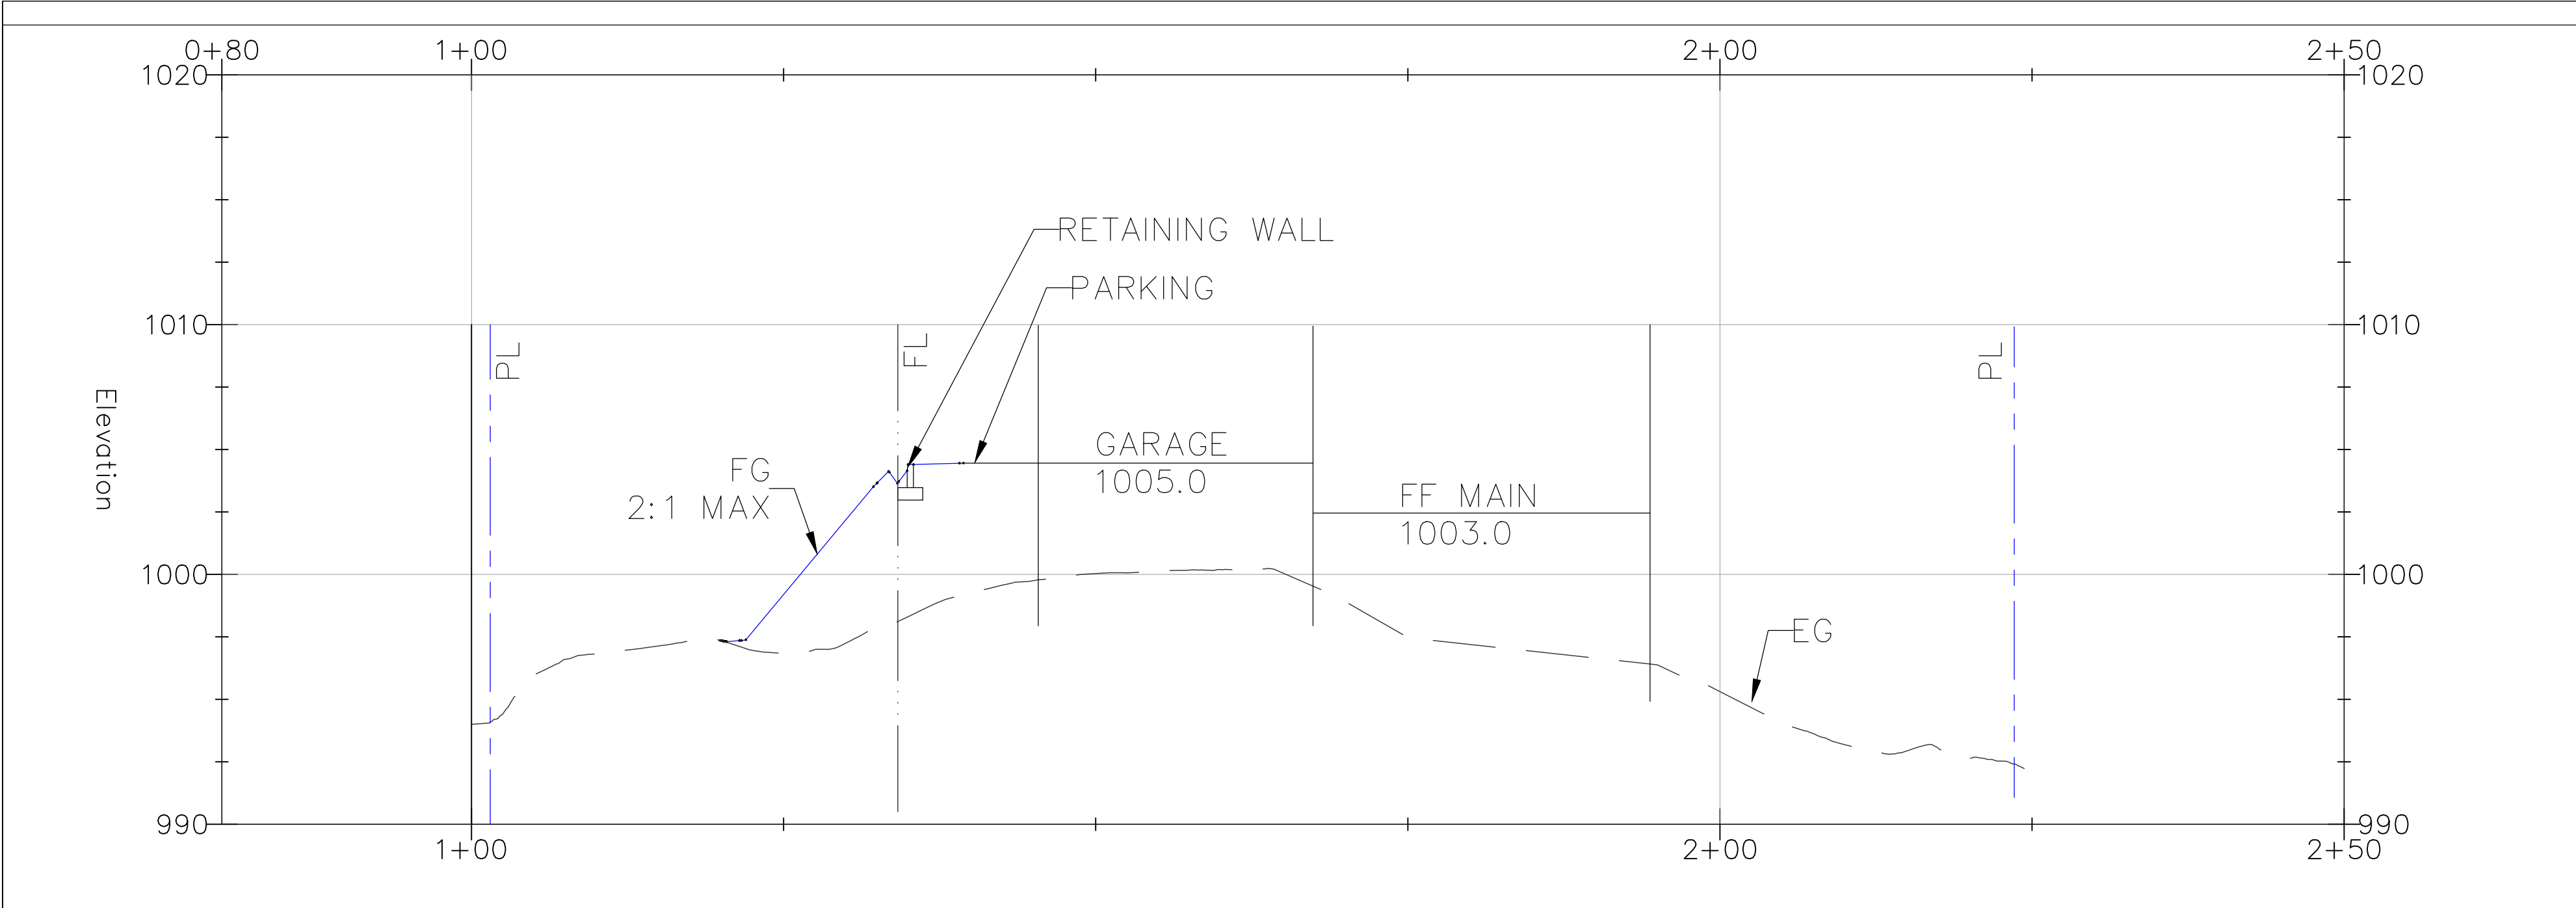 0+80 1+00 2+00 2+50
1020 1020
RETAINING WALL
PARKING
1010 1010
PL FL PL
Elevation
GARAGE
1005.0
FG
2:1 MAX
FF MAIN
1003.0
1000 1000
EG
990 990
1+00 2+00 2+50